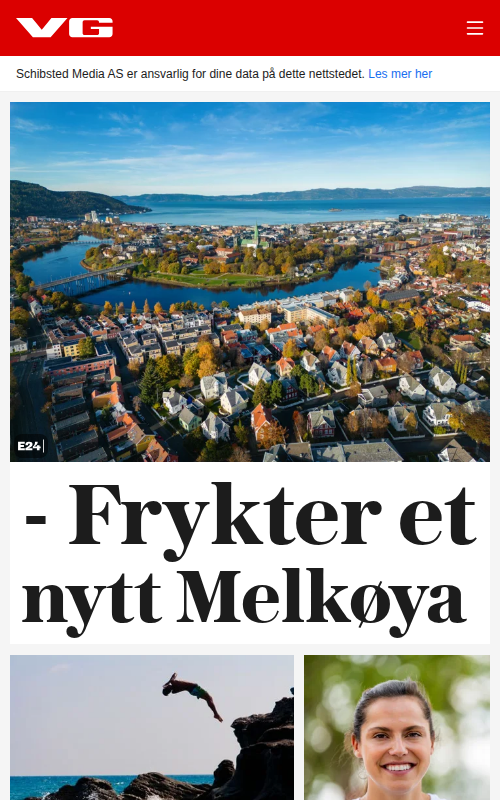 VG
Schibsted Media AS er ansvarlig for dine data på dette nettstedet. Les mer her
E24
- Frykter et
nytt Melkøya